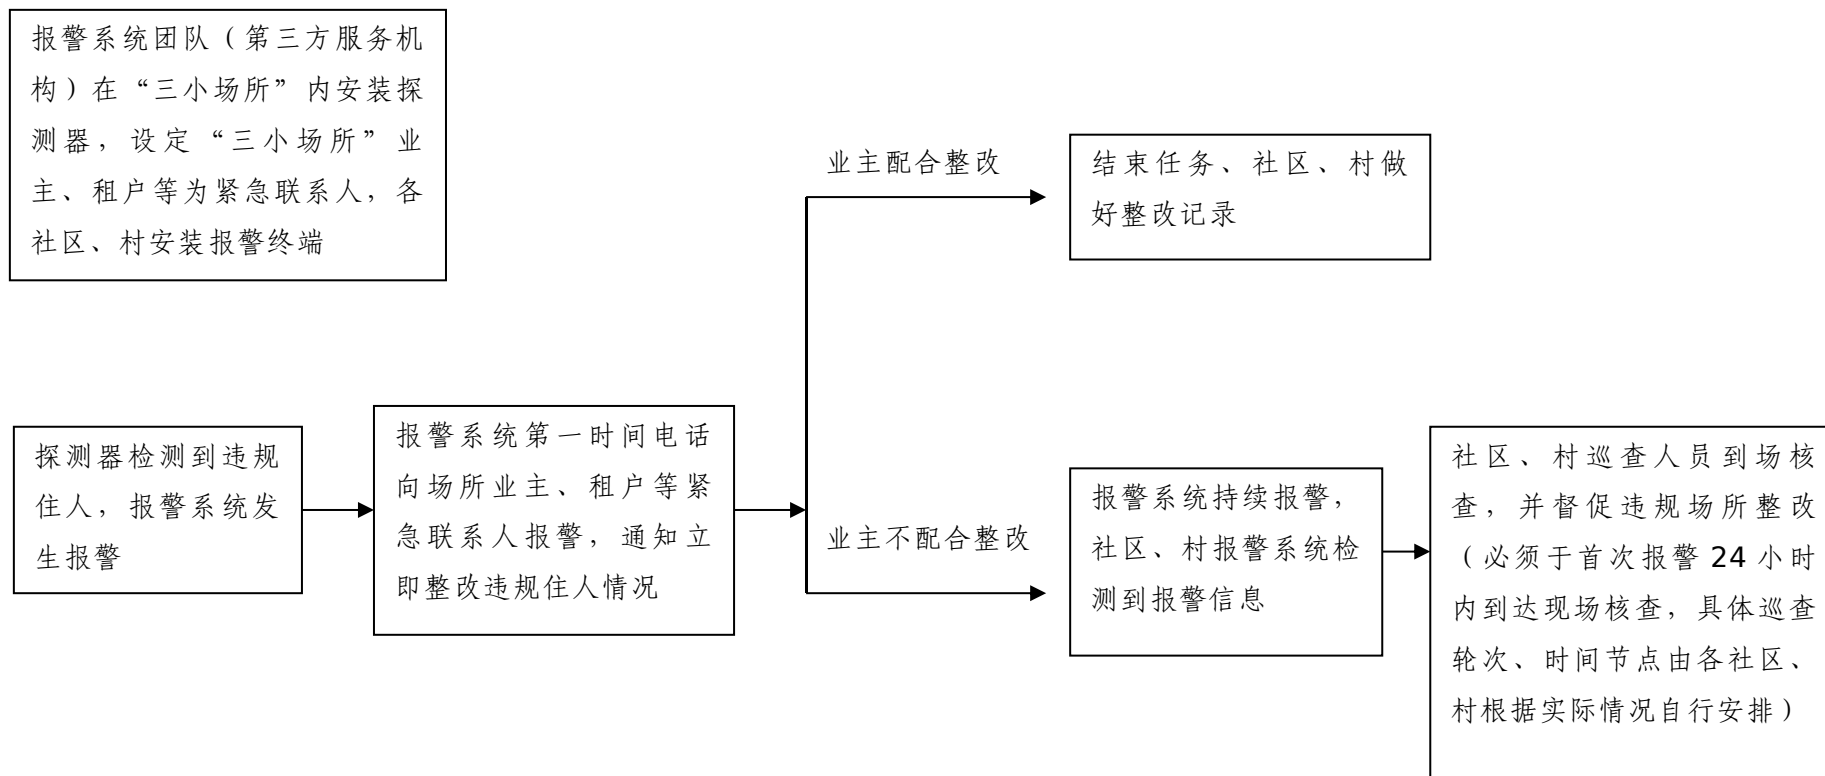 报警系统团队（第三方服务机
构）在“三小场所”内安装探
测器，设定“三小场所”业
主、租户等为紧急联系人，各
社区、村安装报警终端
业主配合整改
结束任务、社区、村做
好整改记录
探测器检测到违规
住人，报警系统发
生报警
报警系统第一时间电话
向场所业主、租户等紧
急联系人报警，通知立
即整改违规住人情况
业主不配合整改
报警系统持续报警，
社区、村报警系统检
测到报警信息
社区、村巡查人员到场核
查，并督促违规场所整改
（必须于首次报警 24 小时
内到达现场核查，具体巡查
轮次、时间节点由各社区、
村根据实际情况自行安排）